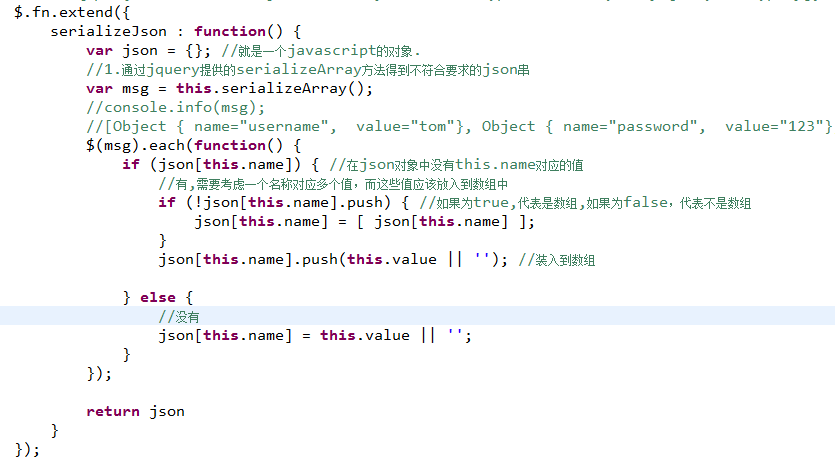 $.fn.extend({
serializeJson : function() {
var json = {}; //就是一个javascript的对象.
//1.通过jquery提供的serializeArray方法得到不符合要求的json串
var msg = this.serializeArray();
//console.info(msg);
//[Object { name="username",  value="tom"}, Object { name="password",  value="123"}
$(msg).each(function() {
if (json[this.name]) { //在json对象中没有this.name对应的值
//有,需要考虑一个名称对应多个值，而这些值应该放入到数组中
if (!json[this.name].push) { //如果为true,代表是数组,如果为false，代表不是数组
json[this.name] = [ json[this.name] ];
}
json[this.name].push(this.value || ''); //装入到数组
} else {
//没有
json[this.name] = this.value || '';
}
});
return json
}
});